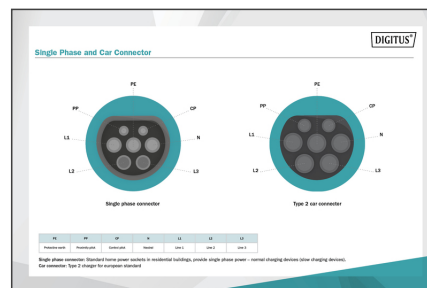 DIGITUS®
Single Phase and Car Connector
PE
PP
CP
L1
N
L2
L3
Single phase connector
PE
PP
CP
L1
N
L2
L3
Type 2 car connector
PE PP CP N L1 L2 L3
Protective earth Proximity pilot Control pilot Neutral Line 1 Line 2 Line 3
Single phase connector: Standard home power sockets in residential buildings, provide single phase power – normal charging devices (slow charging devices).
Car connector: Type 2 charger for european standard